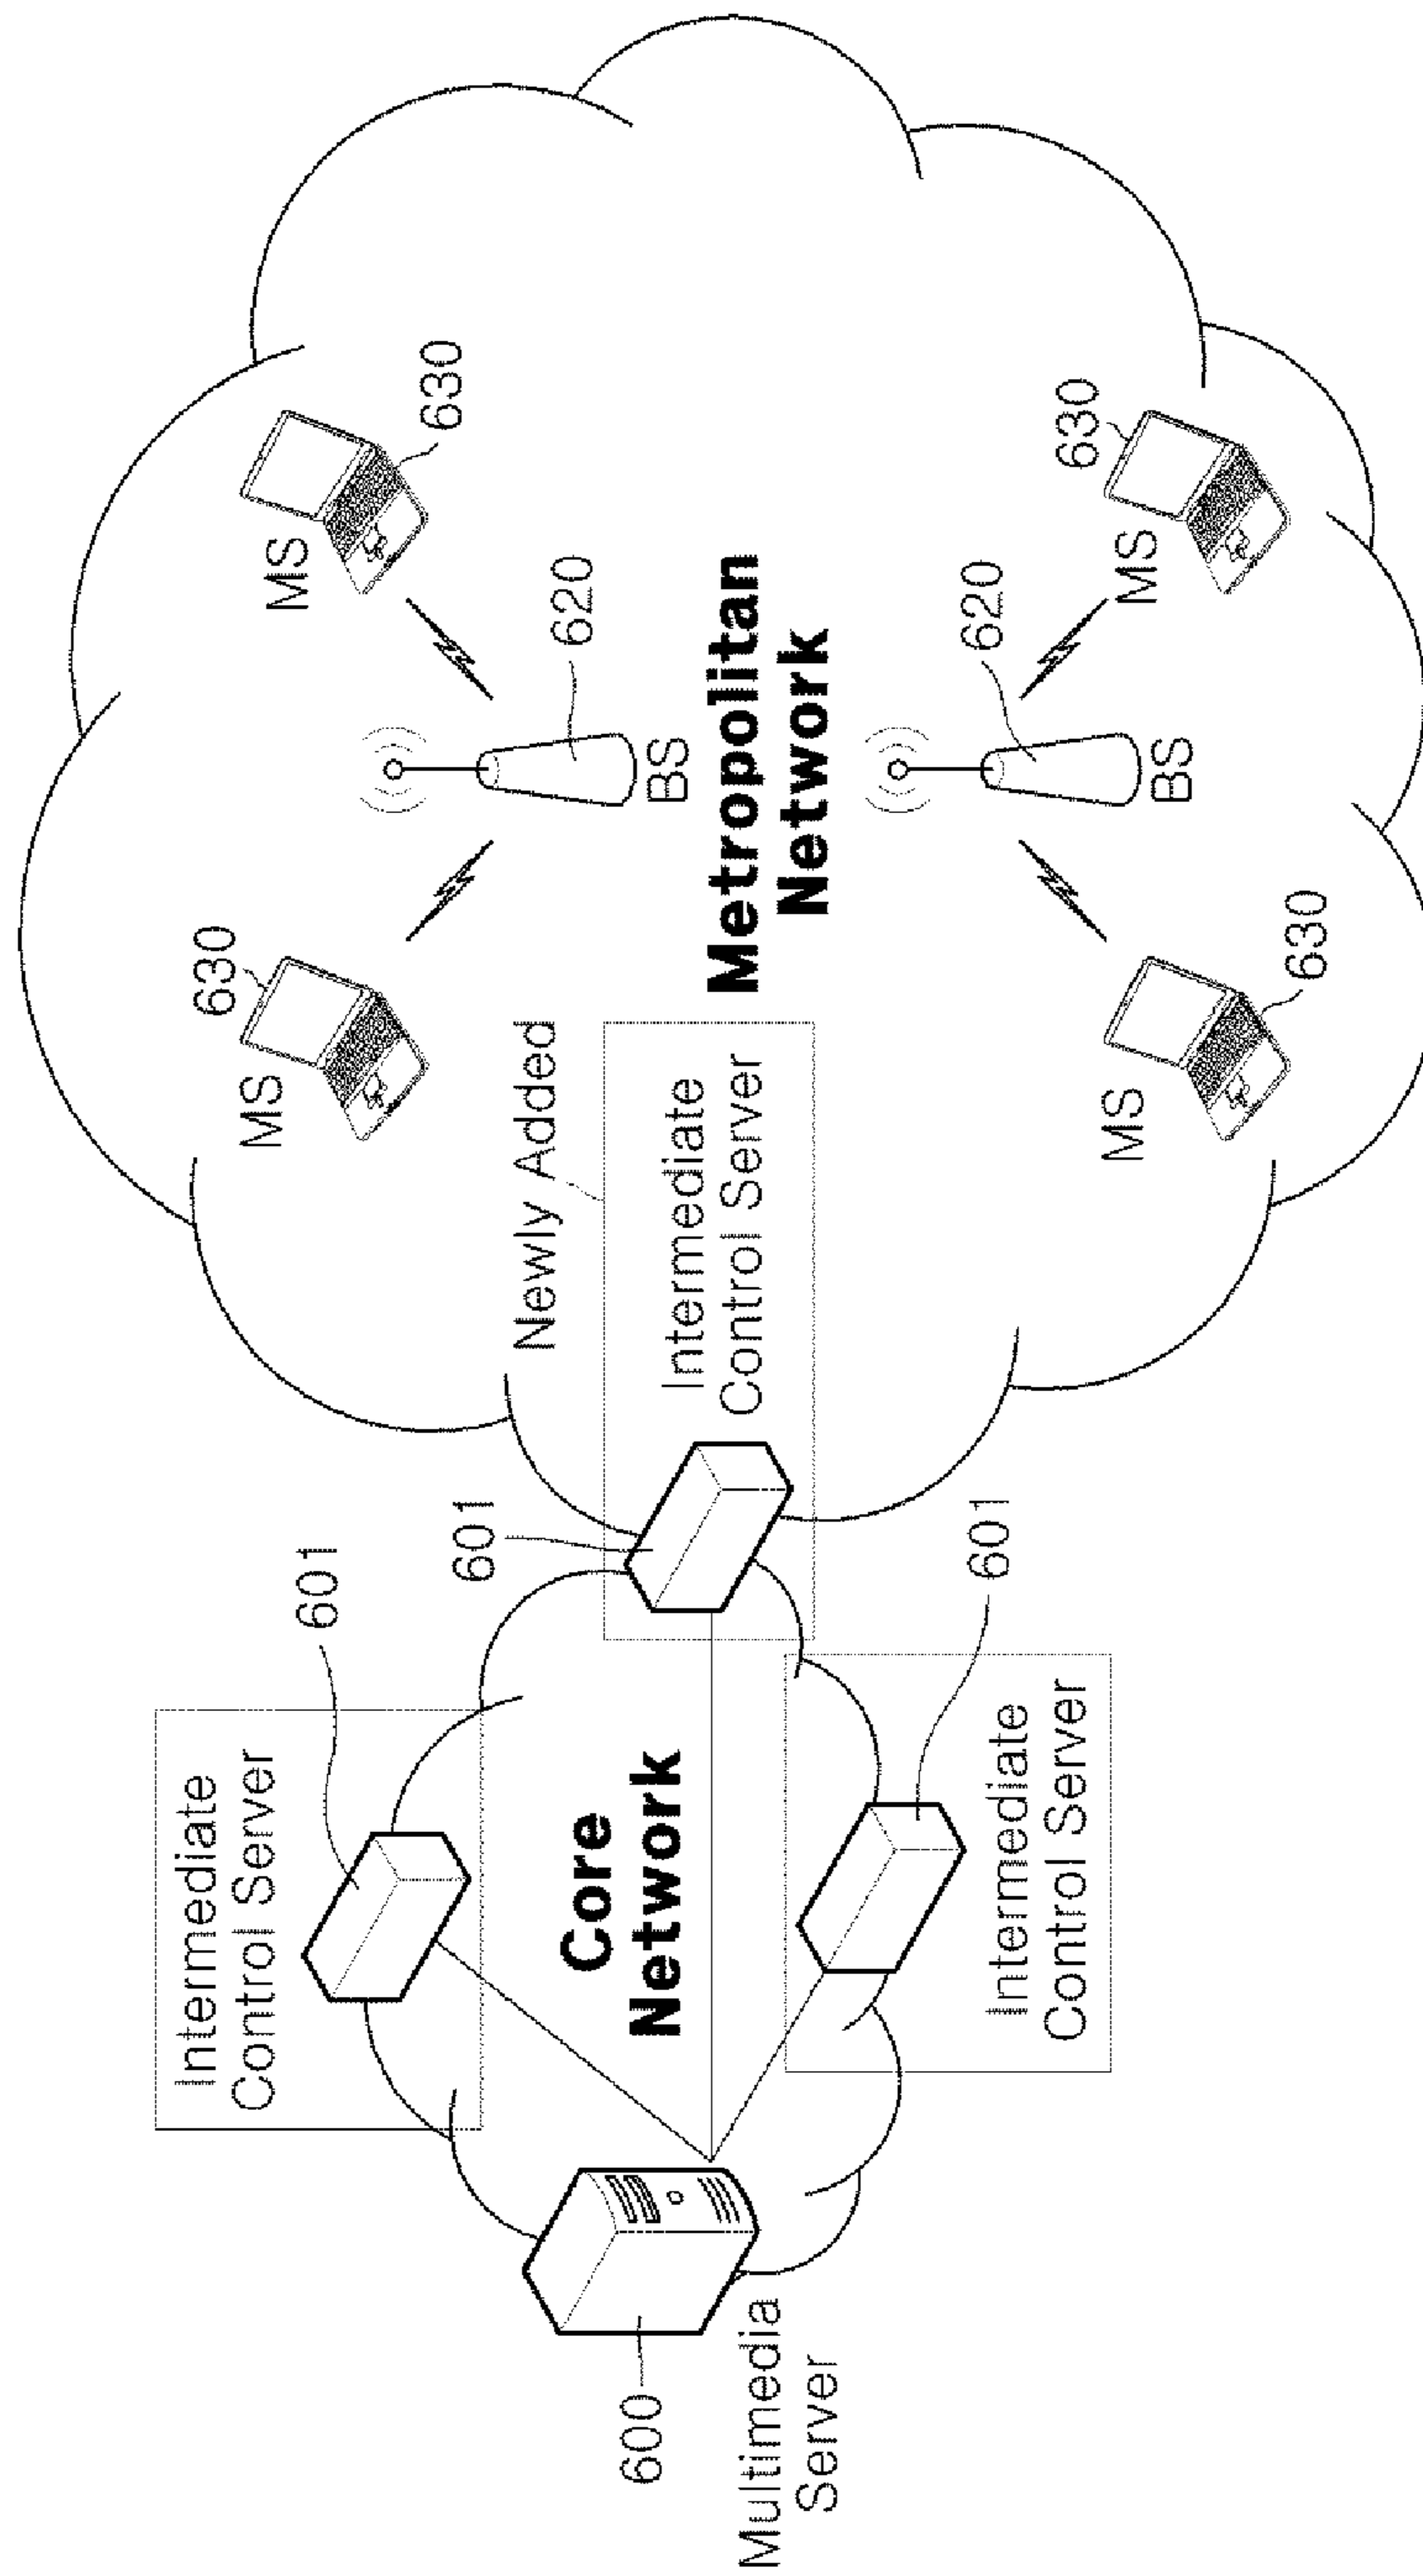 Intermediate
Control Server
601
601
Newly Added
Intermediate
Control Server
Core
Network
600
Multimedia
Server
Intermediate
Control Server
601
MS
630
MS
630
620
BS
Metropolitan
Network
620
BS
MS
630
MS
630